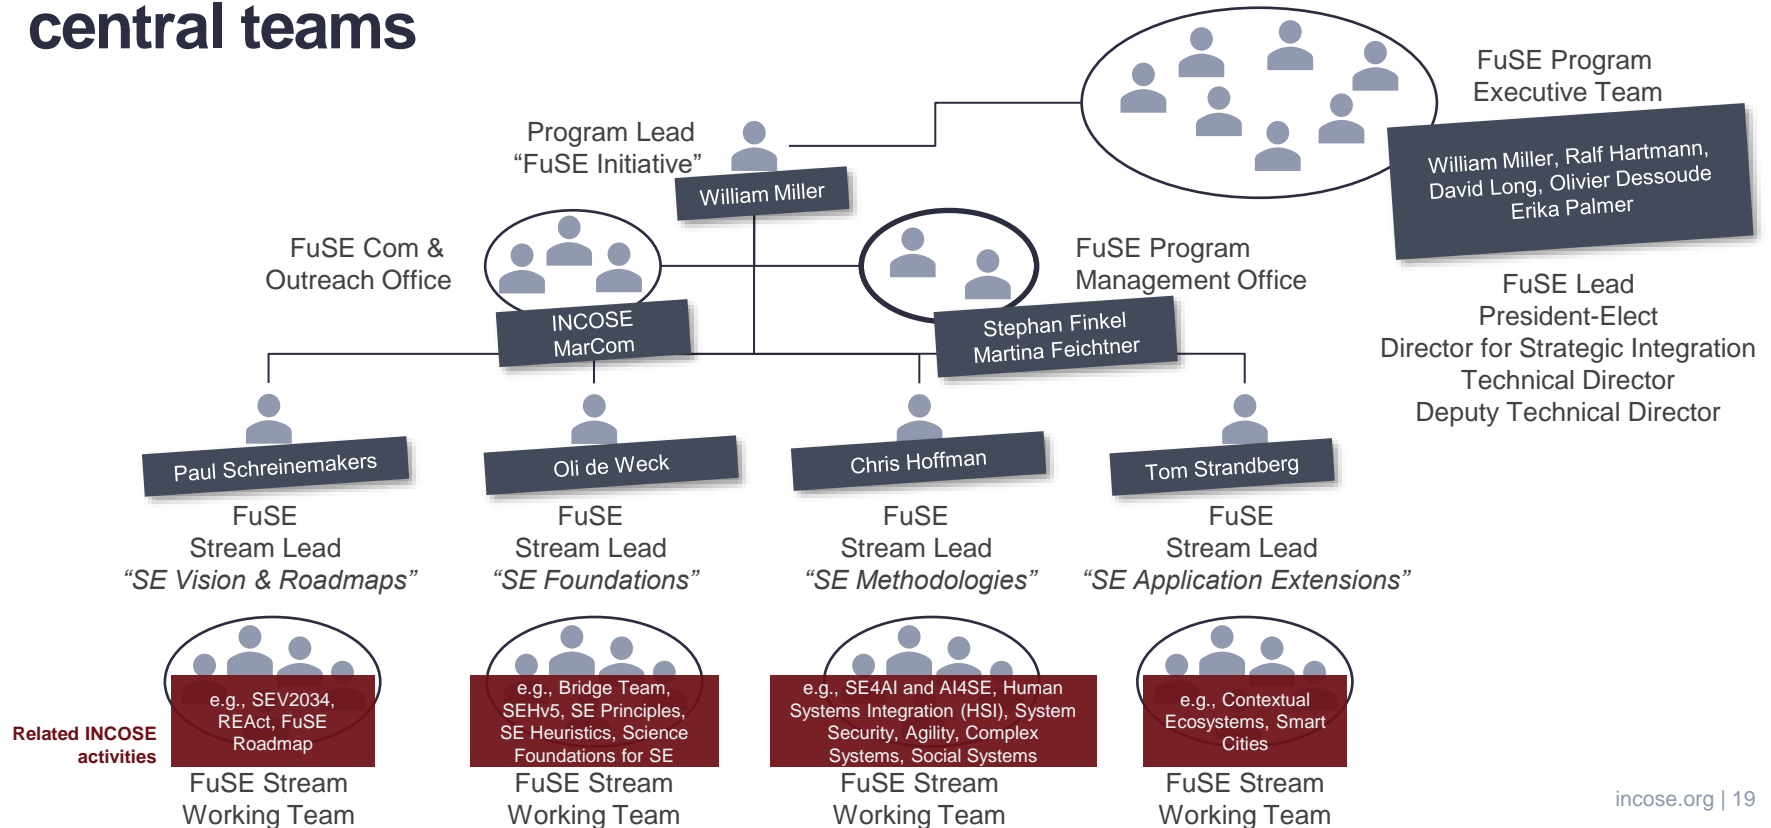 central teams
FuSE Program
Executive Team
Program Lead
“FuSE Initiative”
William Miller
William Miller, Ralf Hartmann,
David Long, Olivier Dessoude
Erika Palmer
FuSE Lead
President-Elect
Director for Strategic Integration
Technical Director
Deputy Technical Director
FuSE Com &
Outreach Office
INCOSE
MarCom
FuSE Program
Management Office
Stephan Finkel
Martina Feichtner
Paul Schreinemakers
FuSE
Stream Lead
“SE Vision & Roadmaps”
Oli de Weck
FuSE
Stream Lead
“SE Foundations”
Chris Hoffman
FuSE
Stream Lead
“SE Methodologies”
Tom Strandberg
FuSE
Stream Lead
“SE Application Extensions”
Related INCOSE
activities
e.g., SEV2034,
REAct, FuSE
Roadmap
FuSE Stream
Working Team
e.g., Bridge Team,
SEHv5, SE Principles,
SE Heuristics, Science
Foundations for SE
FuSE Stream
Working Team
e.g., SE4AI and AI4SE, Human
Systems Integration (HSI), System
Security, Agility, Complex
Systems, Social Systems
FuSE Stream
Working Team
e.g., Contextual
Ecosystems, Smart
Cities
FuSE Stream
Working Team
incose.org | 19